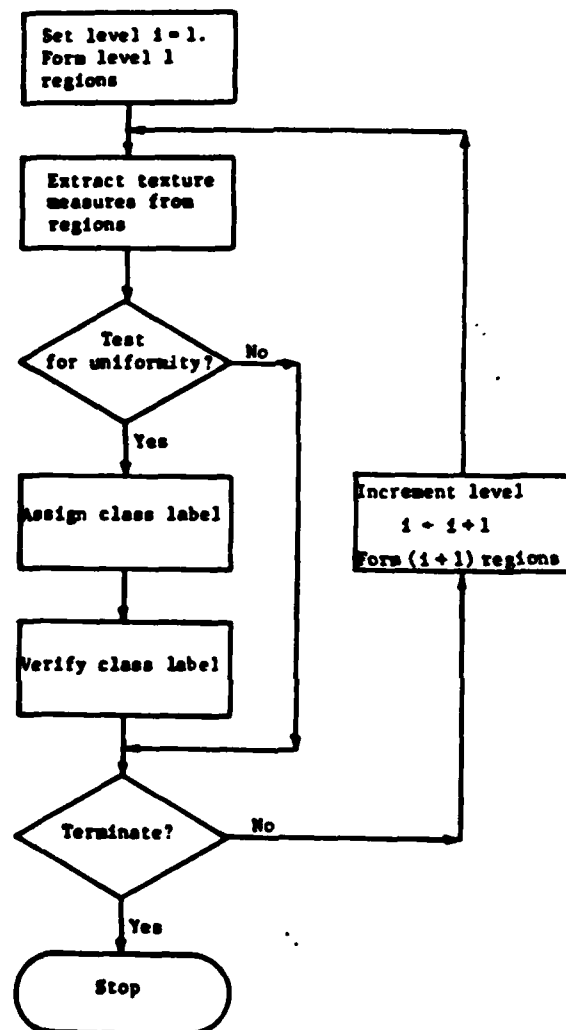 Set level i = 1.
Form level 1
regions
Extract texture
measures from
regions
Test
for uniformity?
No
Yes
Assign class label
Increment level
i ← i+1
Form (i+1) regions
Verify class label
Terminate?
No
Yes
Stop